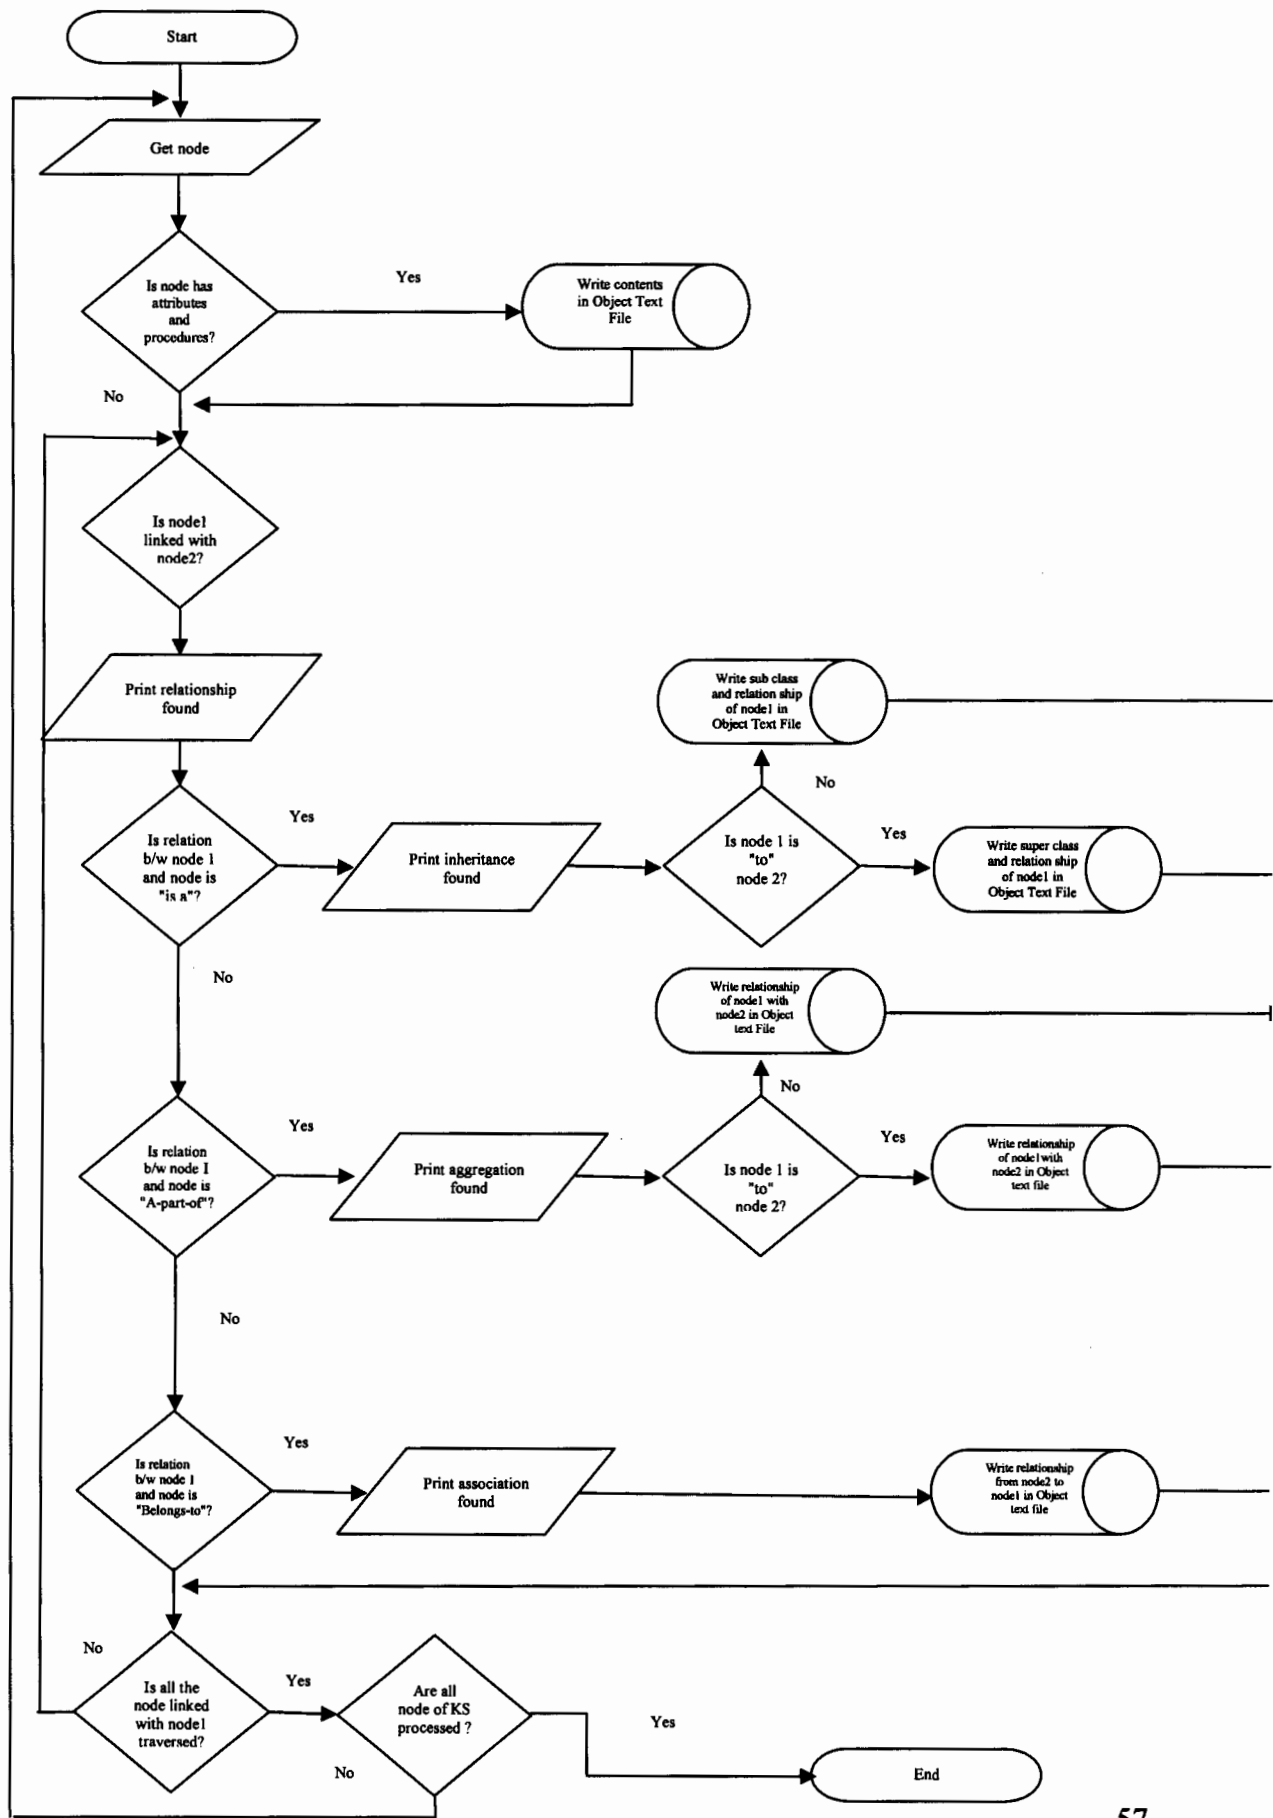 Start
Get node
Is node has
attributes
and
procedures?
Yes
Write contents
in Object Text
File
No
Is node1
linked with
node2?
Print relationship
found
Write sub class
and relation ship
of node1 in
Object Text File
No
Is relation
b/w node 1
and node is
"is a"?
Yes
Print inheritance
found
Is node 1 is
"to"
node 2?
Yes
Write super class
and relation ship
of node1 in
Object Text File
No
Write relationship
of node1 with
node2 in Object
text File
No
Is relation
b/w node 1
and node is
"A-part-of"?
Yes
Print aggregation
found
Is node 1 is
"to"
node 2?
Yes
Write relationship
of node1with
node2 in Object
text file
No
Is relation
b/w node 1
and node is
"Belongs-to"?
Yes
Print association
found
Write relationship
from node2 to
node1 in Object
text file
No
Is all the
node linked
with node1
traversed?
Yes
Are all
node of KS
processed ?
Yes
No
End
57